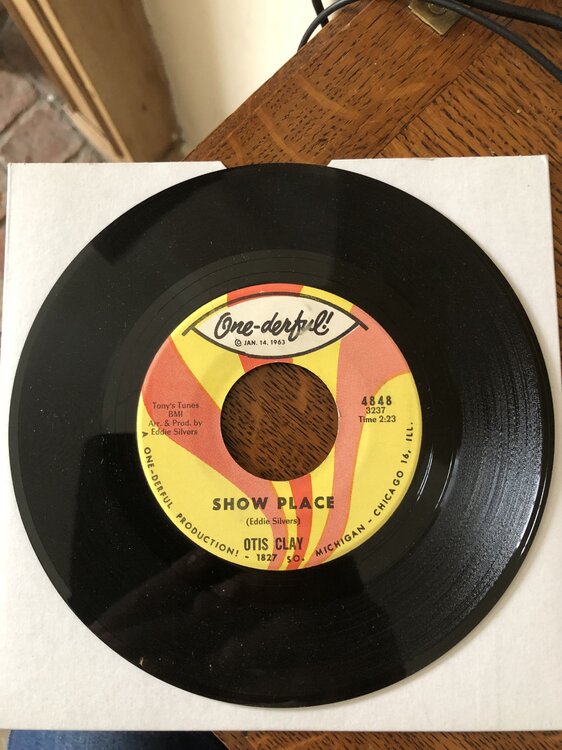 One-derful!
© JAN. 14. 1963
Tony's Tunes
BMI
Arr. & Prod. by
Eddie Silvers
4848
3237
Time 2:23
SHOW PLACE
(Eddie Silvers)
OTIS CLAY
A ONE-DERFUL PRODUCTION! - 1827 SO. MICHIGAN - CHICAGO 16, ILL.